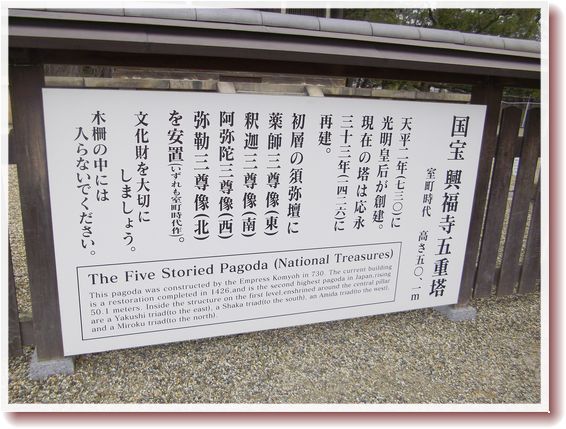 国宝 興福寺五重塔
室町時代 高さ五〇.一m
天平二年(七三〇)に
光明皇后が創建。
現在の塔は応永
三十三年(一四二六)に
再建。
初層の須弥壇に
薬師三尊像(東)
釈迦三尊像(南)
阿弥陀三尊像(西)
弥勒三尊像(北)
を安置(いずれも室町時代作)。
文化財を大切に
しましょう。
木柵の中には
入らないでください。
The Five Storied Pagoda (National Treasures)
This pagoda was constructed by the Empress Komyoh in 730. The current building
is a restoration completed in 1426,and is the second highest pagoda in Japan,rising
50.1 meters. Inside the structure on the first level,enshrined around the central pillar
are a Yakushi triad(to the east), a Shaka triad(to the south), an Amida triad(to the west),
and a Miroku triad(to the north).